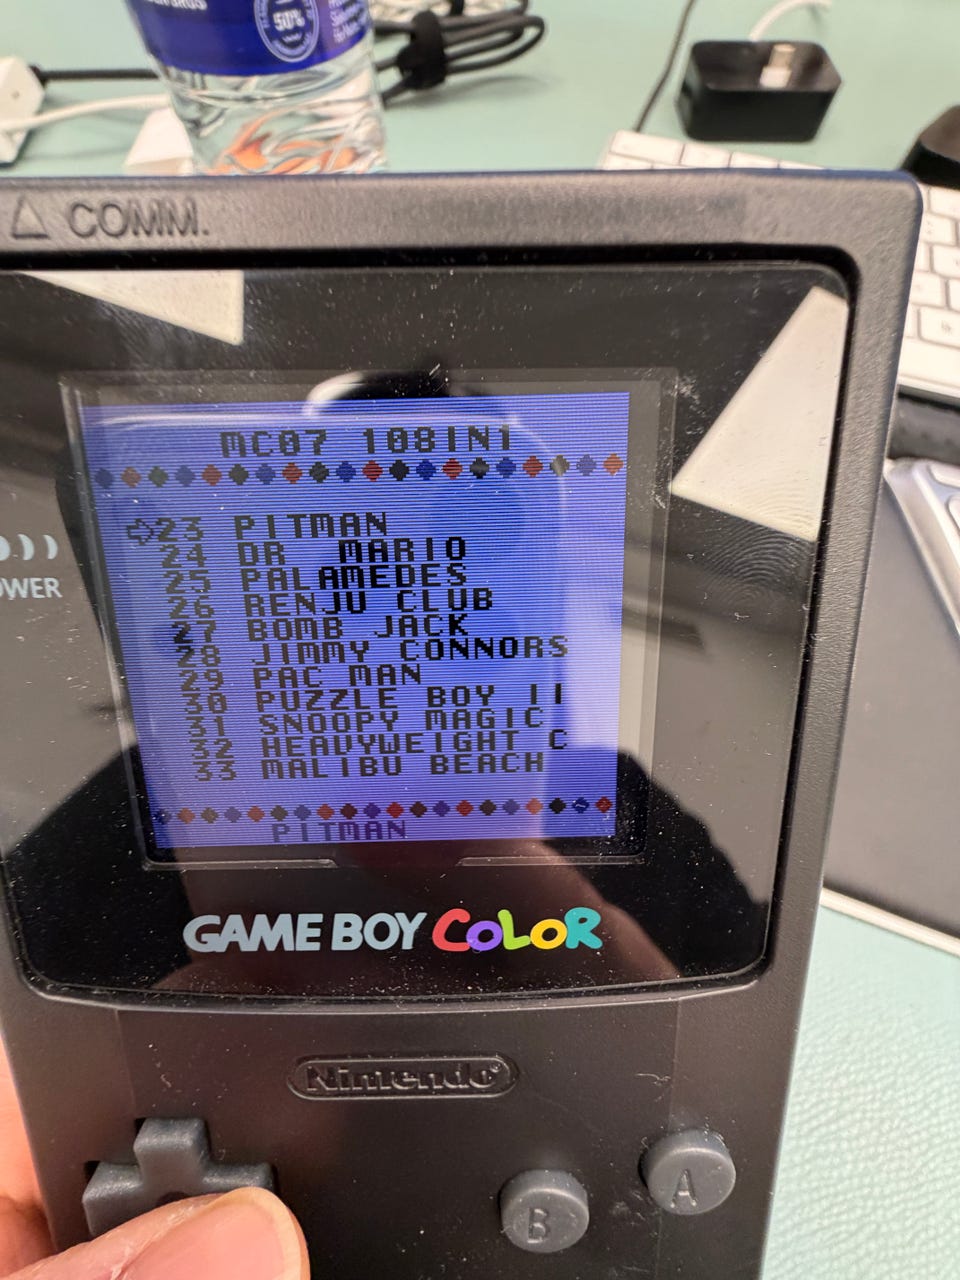 50%
COMM.
MC07 108IN1
23 PITMAN
24 DR MARIO
25 PALAMEDES
26 RENJU CLUB
27 BOMB JACK
28 JIMMY CONNORS
29 PAC MAN
30 PUZZLE BOY II
31 SNOOPY MAGIC
32 HEAVYWEIGHT C
33 MALIBU BEACH
PITMAN
GAME BOY COLOR
Nintendo
A
B